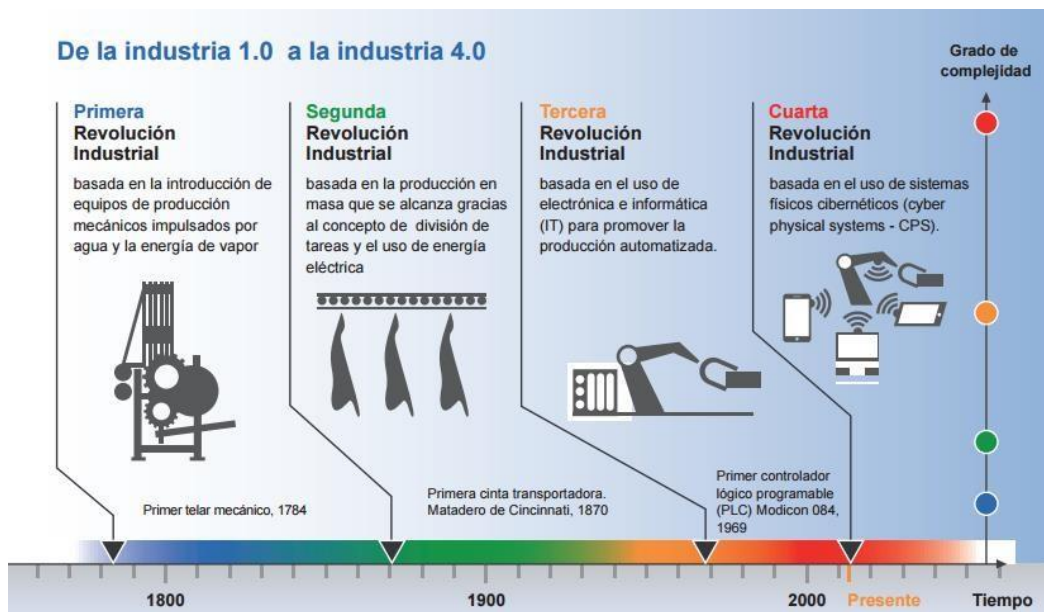 De la industria 1.0 a la industria 4.0
Grado de
complejidad
Primera
Revolución
Industrial
basada en la introducción de
equipos de producción
mecánicos impulsados por
agua y la energía de vapor
Segunda
Revolución
Industrial
basada en la producción en
masa que se alcanza gracias
al concepto de división de
tareas y el uso de energía
eléctrica
Tercera
Revolución
Industrial
basada en el uso de
electrónica e informática
(IT) para promover la
producción automatizada.
Cuarta
Revolución
Industrial
basada en el uso de sistemas
físicos cibernéticos (cyber
physical systems - CPS).
Primer telar mecánico, 1784
Primera cinta transportadora.
Matadero de Cincinnati, 1870
Primer controlador
lógico programable
(PLC) Modicon 084,
1969
1800
1900
2000
Presente
Tiempo